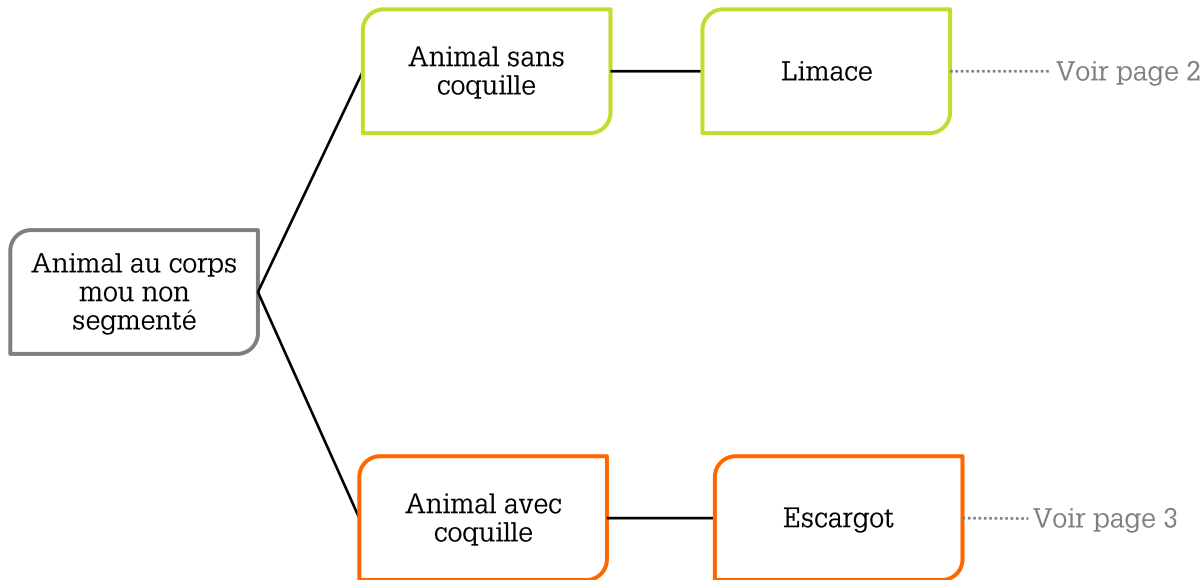 Animal sans
coquille
Limace
Voir page 2
Animal au corps
mou non
segmenté
Animal avec
coquille
Escargot
Voir page 3